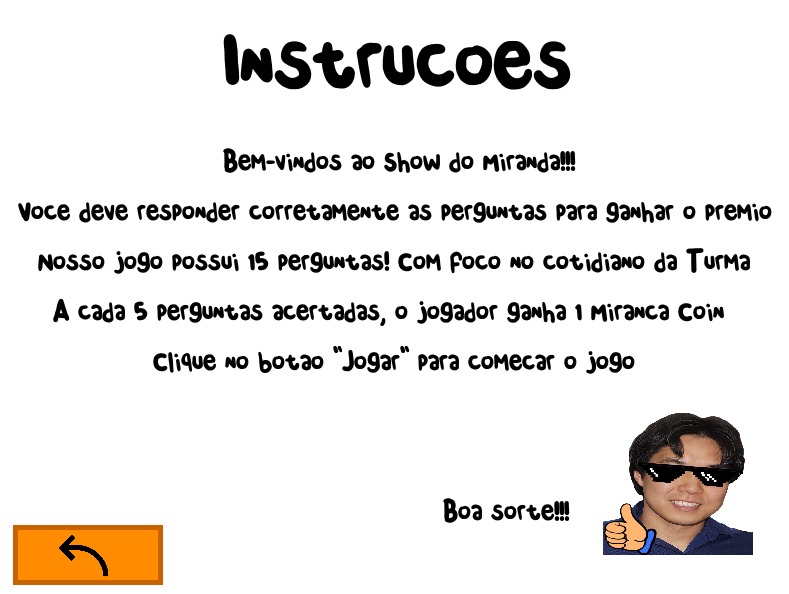 Instrucoes
Bem-vindos ao Show do Miranda!!!
Voce deve responder corretamente as perguntas para ganhar o premio
Nosso jogo possui 15 perguntas! Com foco no cotidiano da Turma
A cada 5 perguntas acertadas, o jogador ganha 1 Miranca Coin
Clique no botao "Jogar" para comecar o jogo
Boa sorte!!!